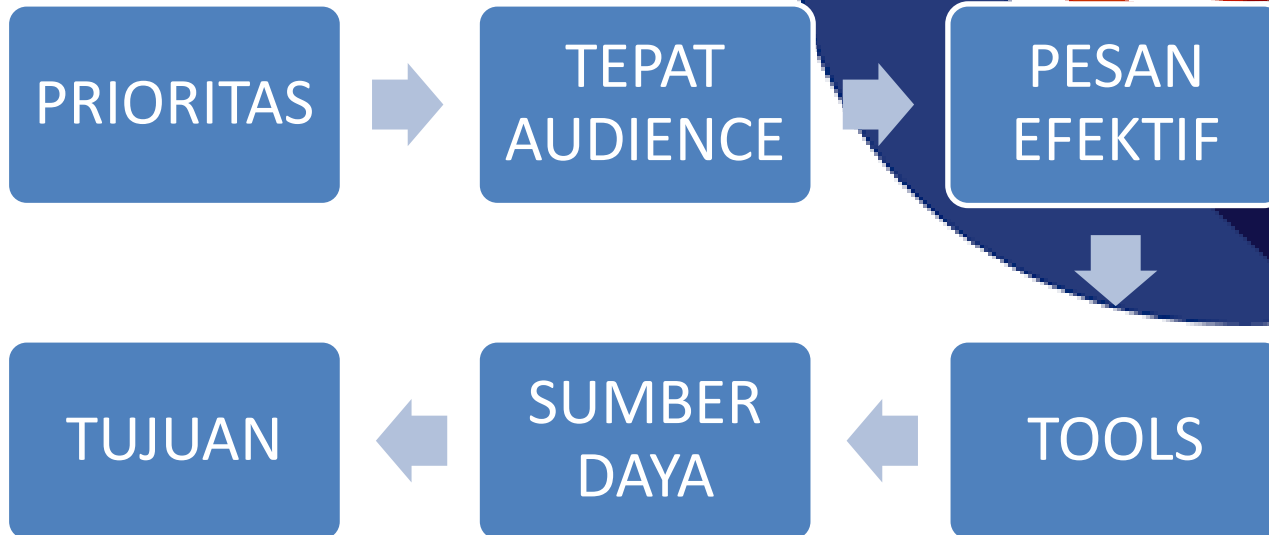 PRIORITAS
TEPAT
AUDIENCE
PESAN
EFEKTIF
TUJUAN
SUMBER
DAYA
TOOLS